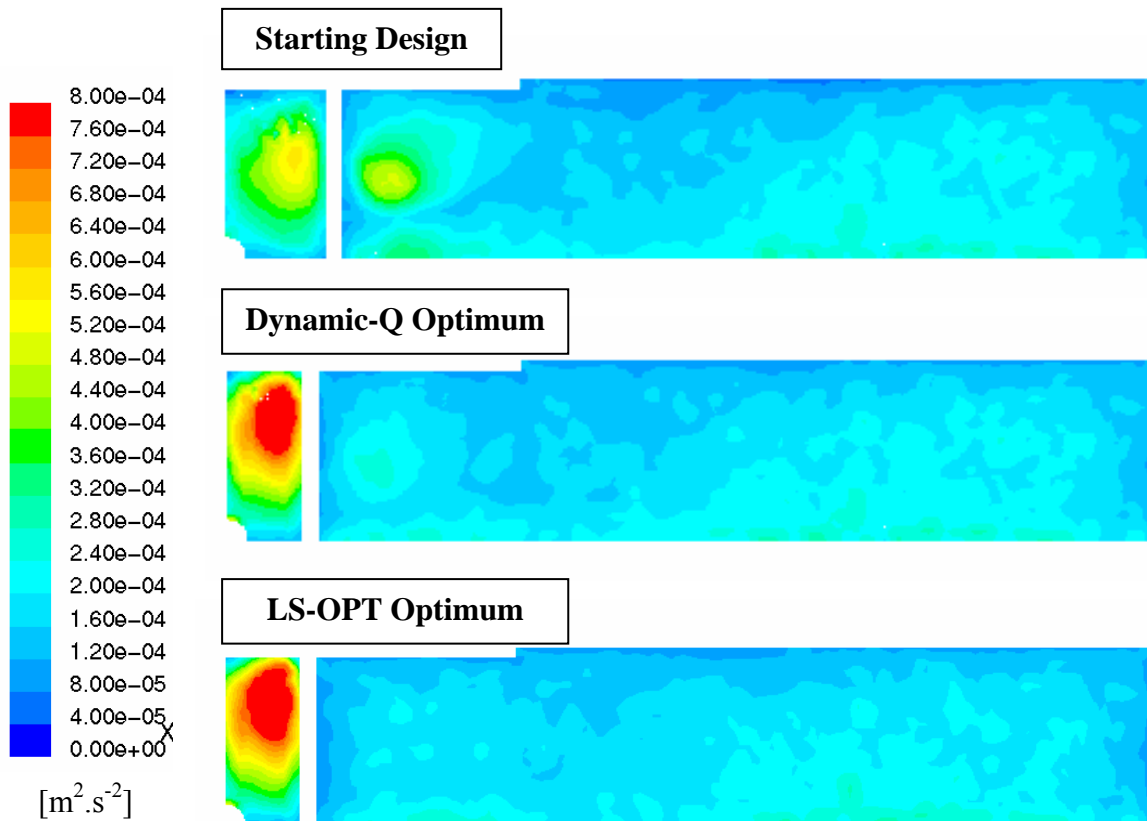 Starting Design
8.00e−04
7.60e−04
7.20e−04
6.80e−04
6.40e−04
6.00e−04
5.60e−04
5.20e−04
4.80e−04
4.40e−04
4.00e−04
3.60e−04
3.20e−04
2.80e−04
2.40e−04
2.00e−04
1.60e−04
1.20e−04
8.00e−05
4.00e−05
0.00e+00
X
[m².s⁻²]
Dynamic-Q Optimum
LS-OPT Optimum